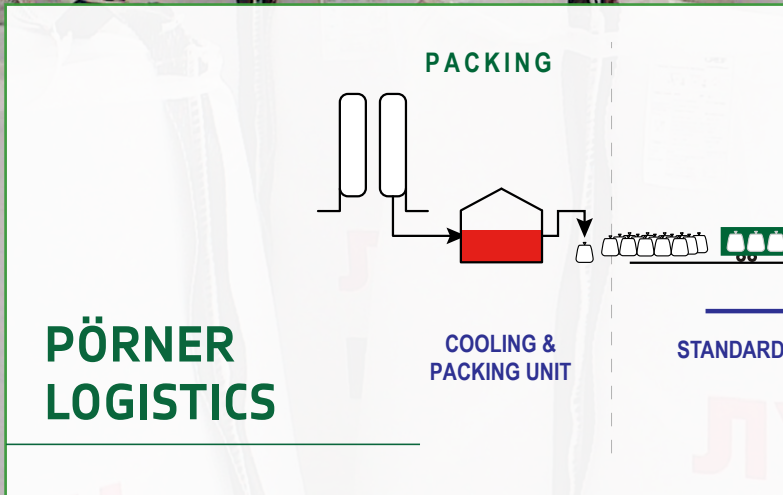 PACKING
COOLING &
PACKING UNIT
STANDARD
PÖRNER
LOGISTICS